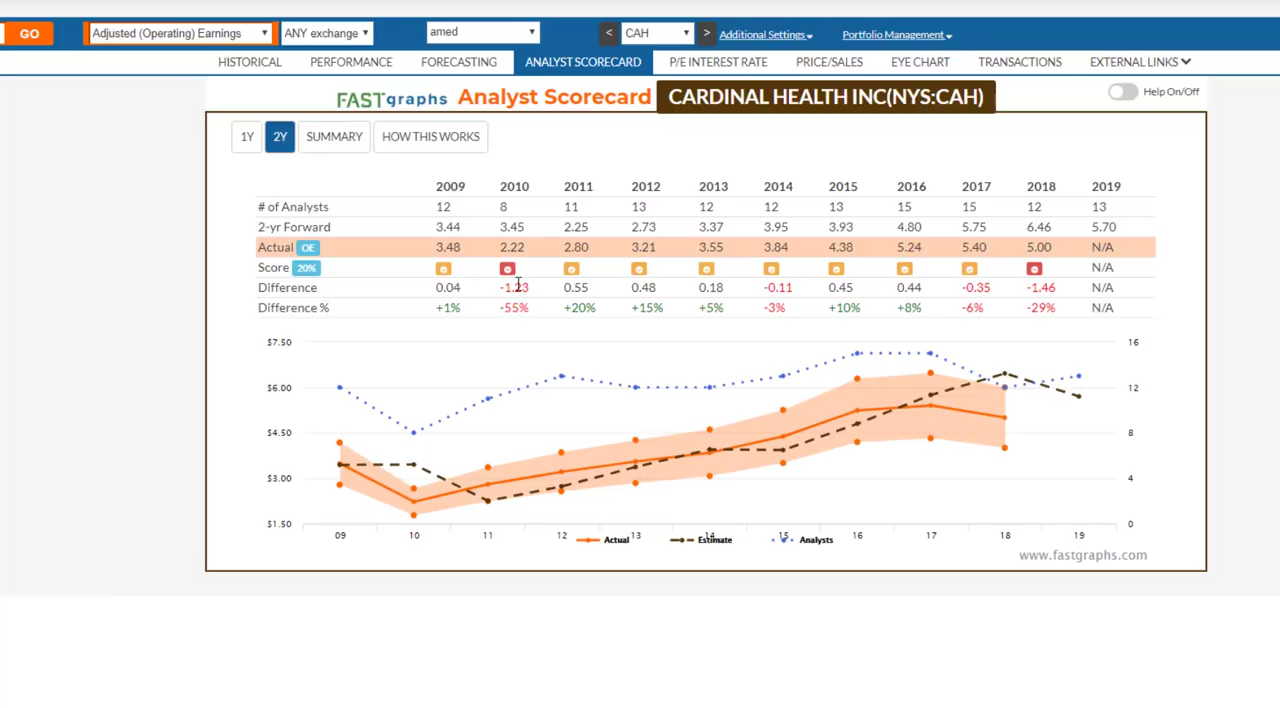 GO Adjusted (Operating) Earnings ANY exchange amed < CAH > Additional Settings Portfolio Management
HISTORICAL PERFORMANCE FORECASTING ANALYST SCORECARD P/E INTEREST RATE PRICE/SALES EYE CHART TRANSACTIONS EXTERNAL LINKS
FAST graphs Analyst Scorecard CARDINAL HEALTH INC(NYS:CAH) Help On/Off
1Y 2Y SUMMARY HOW THIS WORKS
2009 2010 2011 2012 2013 2014 2015 2016 2017 2018 2019
# of Analysts 12 8 11 13 12 12 13 15 15 12 13
2-yr Forward 3.44 3.45 2.25 2.73 3.37 3.95 3.93 4.80 5.75 6.46 5.70
Actual OE 3.48 2.22 2.80 3.21 3.55 3.84 4.38 5.24 5.40 5.00 N/A
Score 20% N/A
Difference 0.04 -1.23 0.55 0.48 0.18 -0.11 0.45 0.44 -0.35 -1.46 N/A
Difference % +1% -55% +20% +15% +5% -3% +10% +8% -6% -29% N/A
$7.50 16
$6.00 12
$4.50 8
$3.00 4
$1.50 0
09 10 11 12 13 14 15 16 17 18 19
Actual Estimate Analysts
www.fastgraphs.com